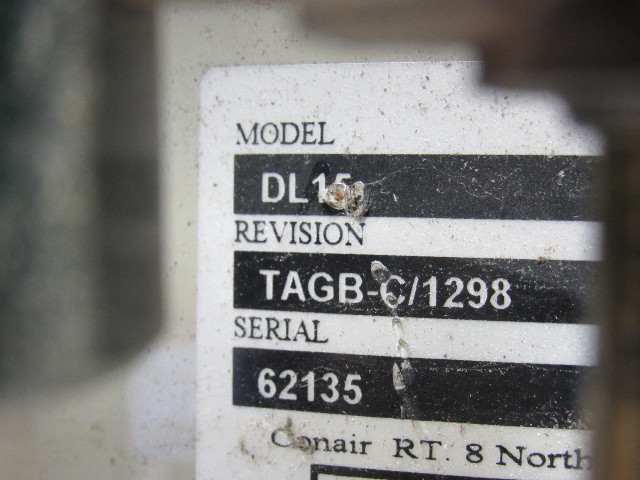 MODEL
DL15
REVISION
TAGB-C/1298
SERIAL
62135
Conair RT. 8 North